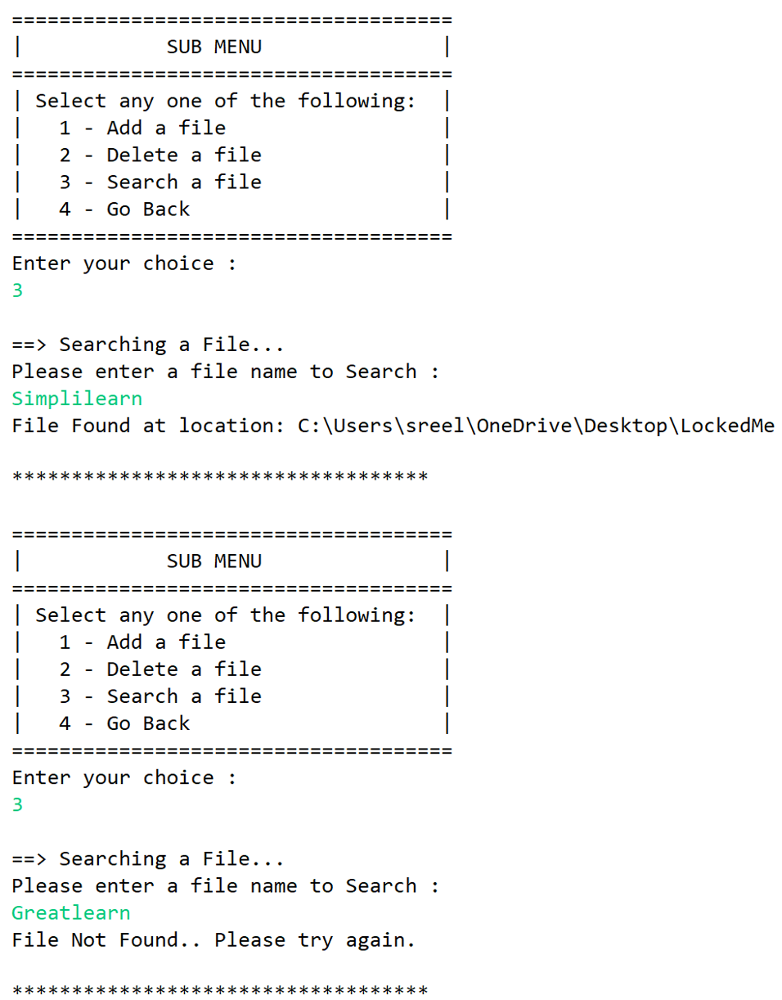 =====================================
|            SUB MENU               |
=====================================
| Select any one of the following:  |
|   1 - Add a file                  |
|   2 - Delete a file               |
|   3 - Search a file               |
|   4 - Go Back                     |
=====================================
Enter your choice :
3
==> Searching a File...
Please enter a file name to Search :
Simplilearn
File Found at location: C:\Users\sreel\OneDrive\Desktop\LockedMe
***********************************
=====================================
|            SUB MENU               |
=====================================
| Select any one of the following:  |
|   1 - Add a file                  |
|   2 - Delete a file               |
|   3 - Search a file               |
|   4 - Go Back                     |
=====================================
Enter your choice :
3
==> Searching a File...
Please enter a file name to Search :
Greatlearn
File Not Found.. Please try again.
***********************************